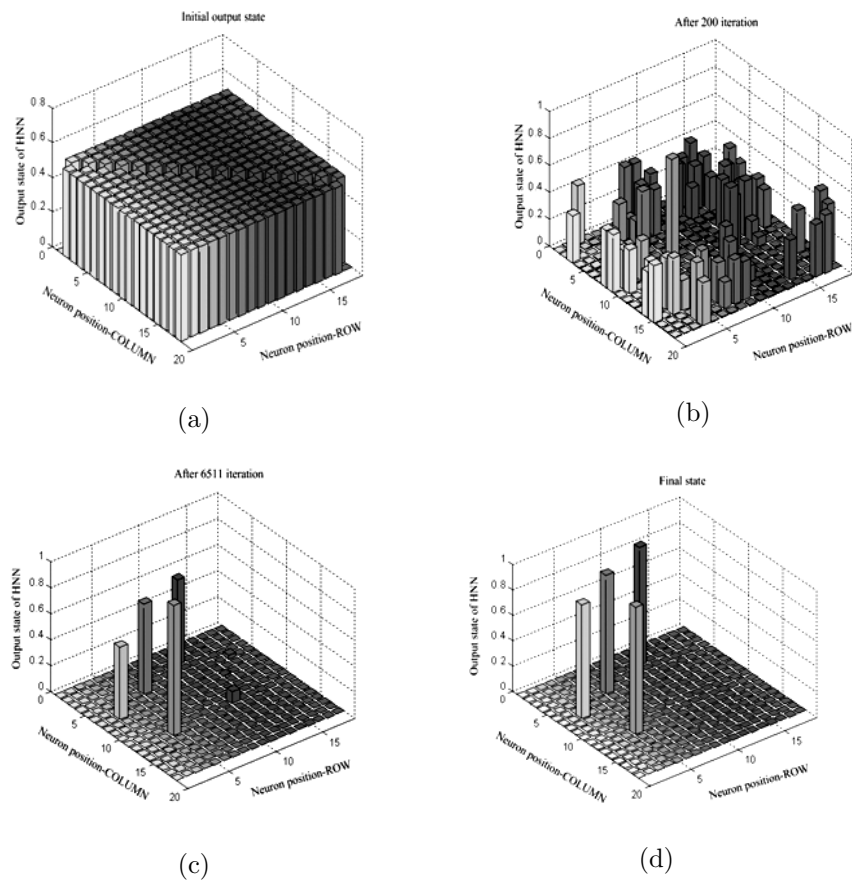 Initial output state
Output state of HNN
0 8
0 6
0.4
0.2
0
0
5
10
15
20
Neuron position-COLUMN
5
10
15
Neuron position-ROW
(a)
After 200 iteration
Output state of HNN
1
0 8
0 6
0.4
0 2
0
0
5
10
15
20
Neuron position-COLUMN
5
10
15
Neuron position-ROW
(b)
After 6511 iteration
Output state of HNN
1
0 8
0 6
0.4
0 2
0
0
5
10
15
20
Neuron position-COLUMN
5
10
15
Neuron position-ROW
(c)
Final state
Output state of HNN
1
0 8
0 6
0.4
0 2
0
0
5
10
15
20
Neuron position-COLUMN
5
10
15
Neuron position-ROW
(d)